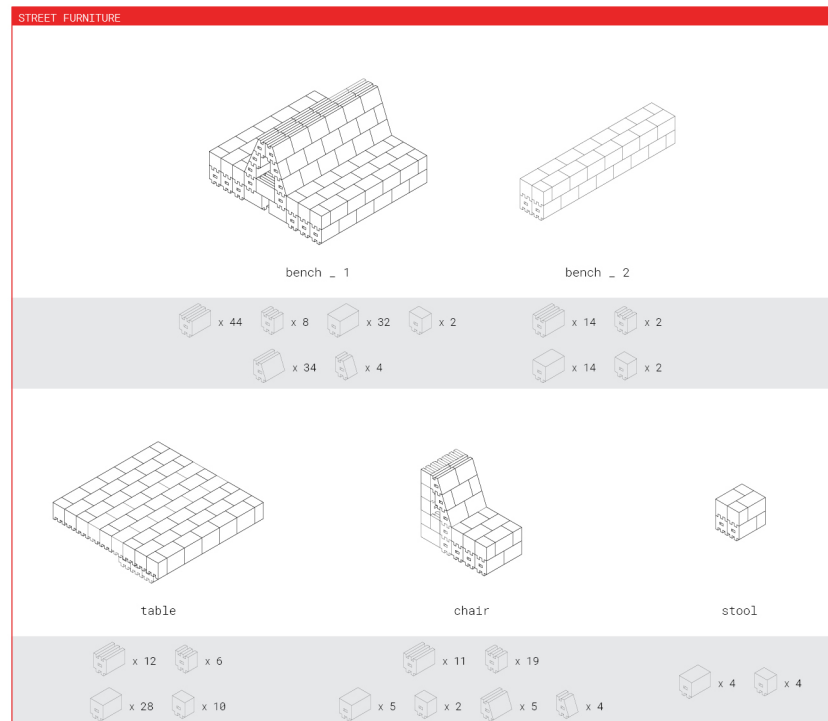 STREET FURNITURE
bench _ 1
bench _ 2
x 44
x 8
x 32
x 2
x 14
x 2
x 34
x 4
x 14
x 2
table
chair
stool
x 12
x 6
x 11
x 19
x 4
x 4
x 28
x 10
x 5
x 2
x 5
x 4